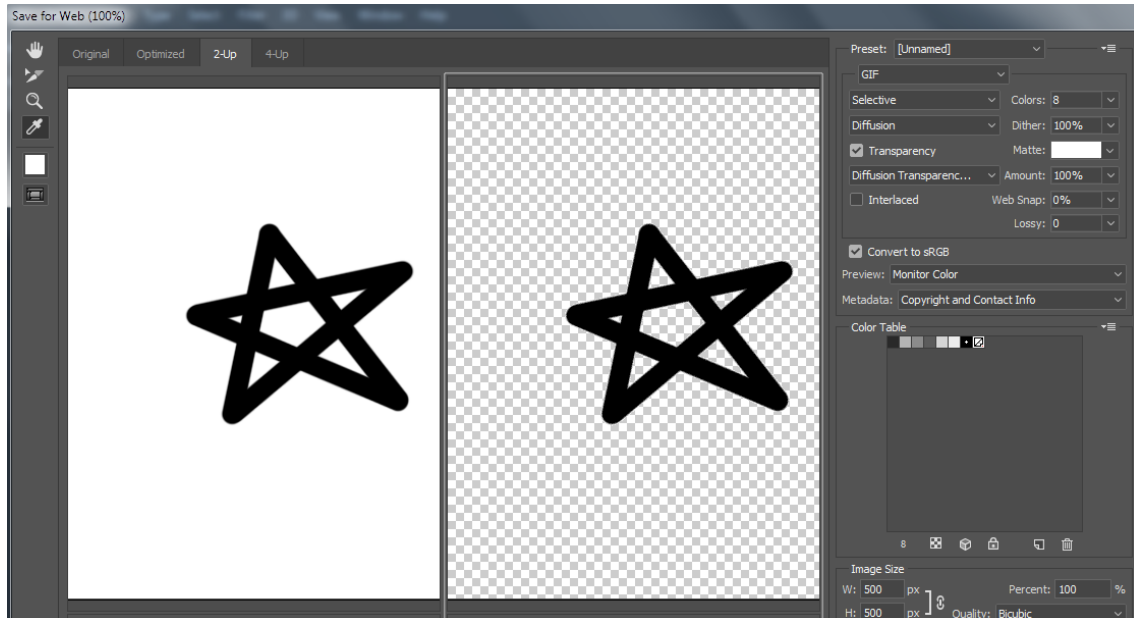 Save for Web (100%)
Original Optimized 2-Up 4-Up
Preset: [Unnamed]
GIF
Selective Colors: 8
Diffusion Dither: 100%
Transparency Matte:
Diffusion Transparenc... Amount: 100%
Interlaced Web Snap: 0%
Lossy: 0
Convert to sRGB
Preview: Monitor Color
Metadata: Copyright and Contact Info
Color Table
8
Image Size
W: 500 px Percent: 100 %
H: 500 px Quality: Bicubic